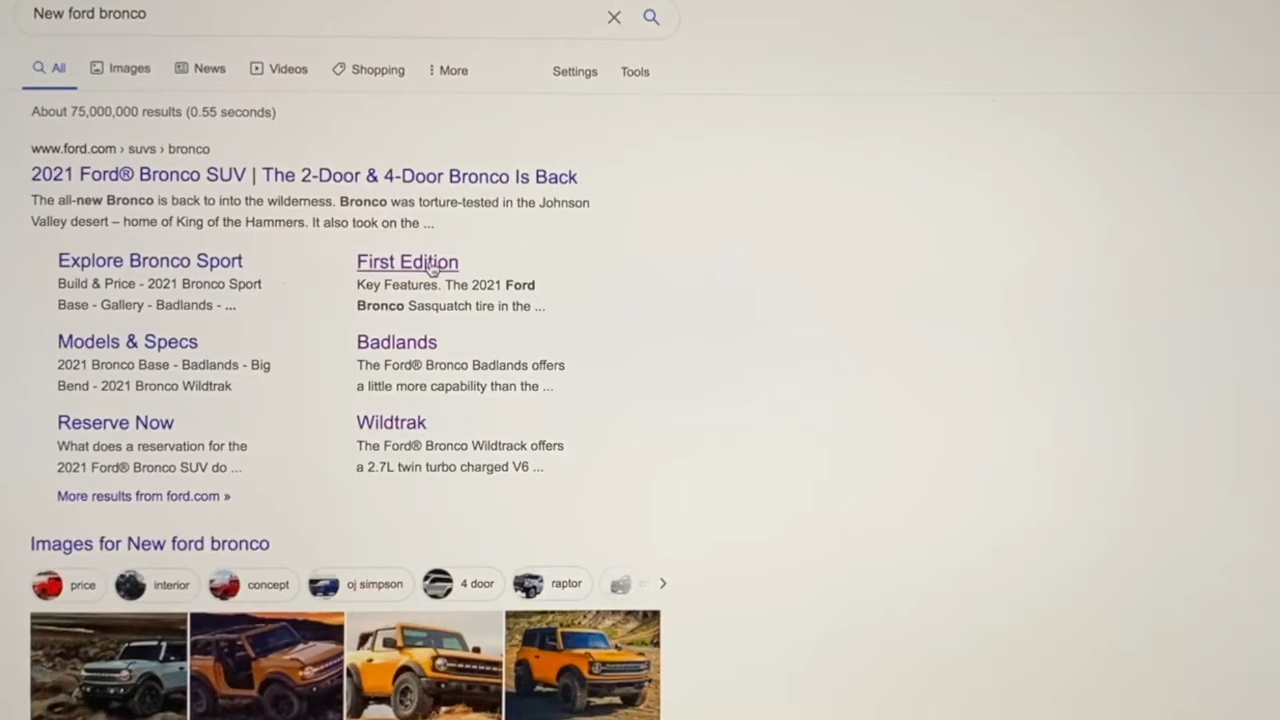 New ford bronco
All Images News Videos Shopping More Settings Tools
About 75,000,000 results (0.55 seconds)
www.ford.com › suvs › bronco
2021 Ford® Bronco SUV | The 2-Door & 4-Door Bronco Is Back
The all-new Bronco is back to into the wilderness. Bronco was torture-tested in the Johnson
Valley desert – home of King of the Hammers. It also took on the ...
Explore Bronco Sport
Build & Price - 2021 Bronco Sport
Base - Gallery - Badlands - ...
First Edition
Key Features. The 2021 Ford
Bronco Sasquatch tire in the ...
Models & Specs
2021 Bronco Base - Badlands - Big
Bend - 2021 Bronco Wildtrak
Badlands
The Ford® Bronco Badlands offers
a little more capability than the ...
Reserve Now
What does a reservation for the
2021 Ford® Bronco SUV do ...
Wildtrak
The Ford® Bronco Wildtrack offers
a 2.7L twin turbo charged V6 ...
More results from ford.com »
Images for New ford bronco
price interior concept oj simpson 4 door raptor